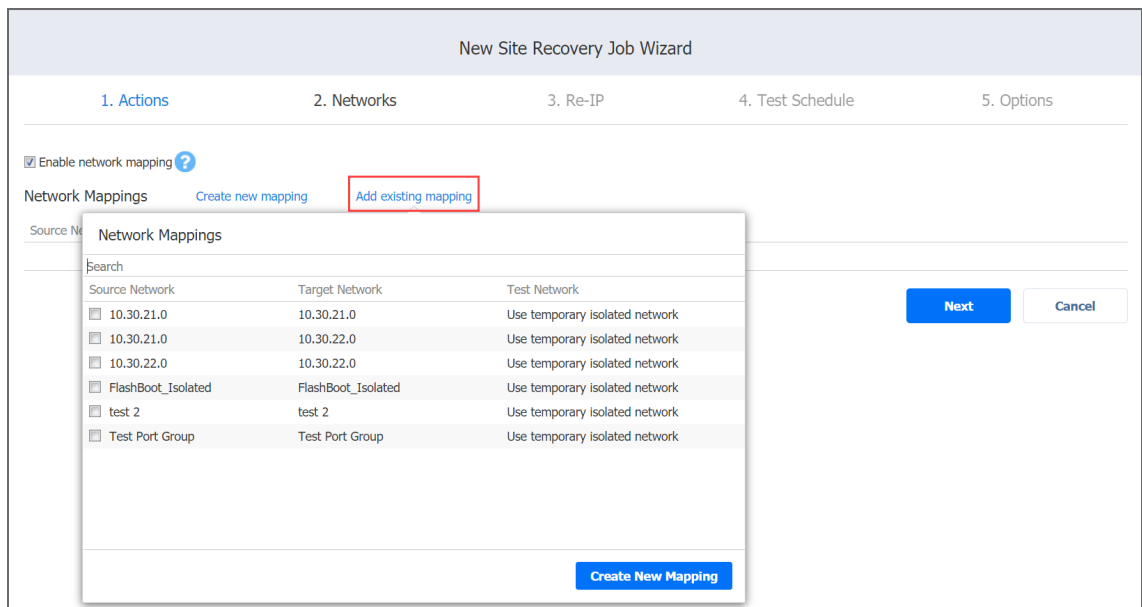 New Site Recovery Job Wizard
1. Actions 2. Networks 3. Re-IP 4. Test Schedule 5. Options
Enable network mapping ?
Network Mappings Create new mapping Add existing mapping
Source Ne
Network Mappings
Search
Source Network Target Network Test Network
10.30.21.0 10.30.21.0 Use temporary isolated network
10.30.21.0 10.30.22.0 Use temporary isolated network
10.30.22.0 10.30.22.0 Use temporary isolated network
FlashBoot_Isolated FlashBoot_Isolated Use temporary isolated network
test 2 test 2 Use temporary isolated network
Test Port Group Test Port Group Use temporary isolated network
Next Cancel
Create New Mapping